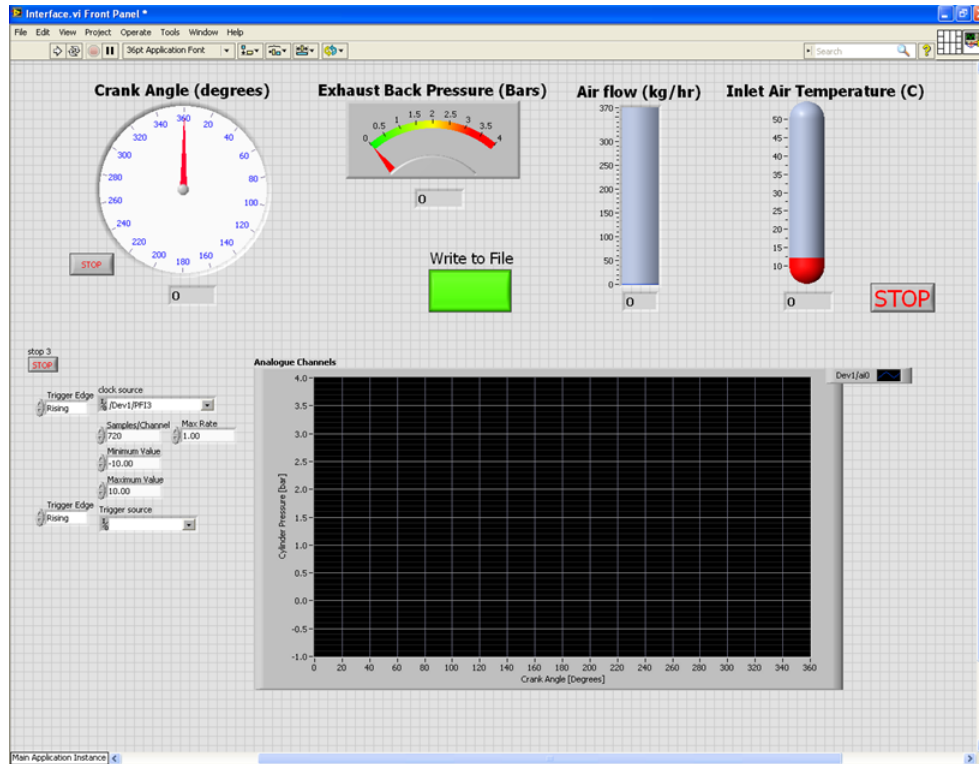 Interface.vi Front Panel *
File Edit View Project Operate Tools Window Help
36pt Application Font
Search
Crank Angle (degrees)
360 20 40 60 80 100 120 140 160 180 200 220 240 260 280 300 320 340
STOP
0
Exhaust Back Pressure (Bars)
0 0.5 1 1.5 2 2.5 3 3.5 4
0
Write to File
Air flow (kg/hr)
370
300
250
200
150
100
50
0
0
Inlet Air Temperature (C)
50
45
40
35
30
25
20
15
10
0
STOP
stop 3
STOP
Trigger Edge
Rising
clock source
/Dev1/PFI3
Samples/Channel
720
Max Rate
1.00
Minimum Value
-10.00
Maximum Value
10.00
Trigger Edge
Rising
Trigger source
Analogue Channels
Dev1/ai0
4.0
3.5
3.0
2.5
2.0
1.5
1.0
0.5
0.0
-0.5
-1.0
Cylinder Pressure [bar]
0 20 40 60 80 100 120 140 160 180 200 220 240 260 280 300 320 340 360
Crank Angle [Degrees]
Main Application Instance